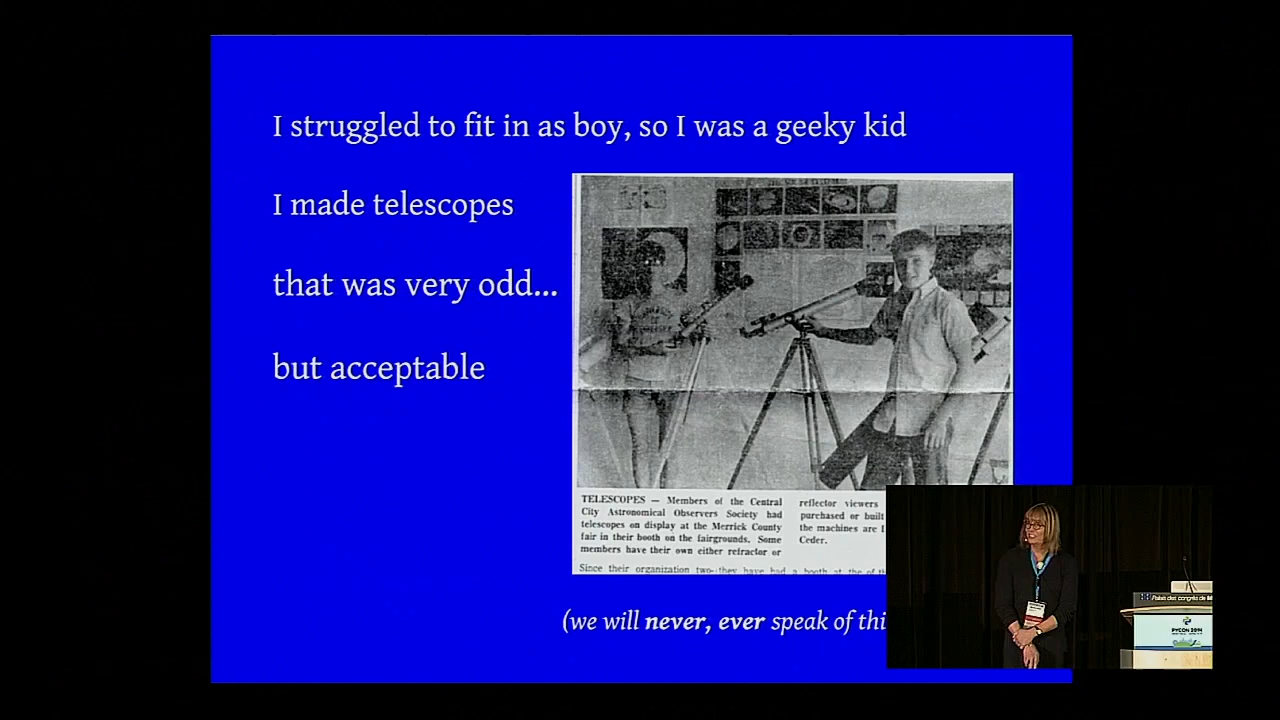 I struggled to fit in as boy, so I was a geeky kid
I made telescopes
that was very odd...
but acceptable
TELESCOPES — Members of the Central
City Astronomical Observers Society had
telescopes on display at the Merrick County
fair in their booth on the fairgrounds. Some
members have their own either refractor or
reflector viewers
purchased or built
the machines are
Ceder.
Since their organization two they have had a booth at the of
(we will never, ever speak of thi
PYCON 2014